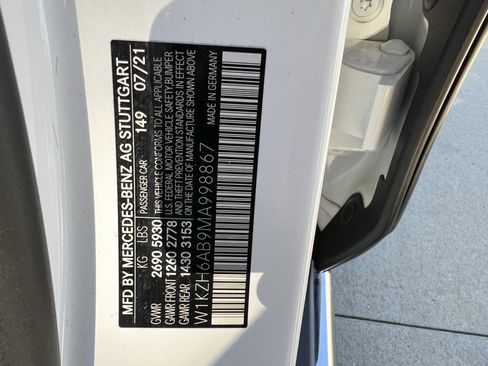 MFD BY MERCEDES-BENZ AG STUTTGART
KG LBS PASSENGER CAR 149 07/21
GVWR 2690 5930 THIS VEHICLE CONFORMS TO ALL APPLICABLE
GAWR FRONT 1260 2778 U.S. FEDERAL MOTOR VEHICLE SAFETY,BUMPER
GAWR REAR 1430 3153 AND THEFT PREVENTION STANDARDS IN EFFECT
ON THE DATE OF MANUFACTURE SHOWN ABOVE
W1KZH6AB9MA998867 MADE IN GERMANY